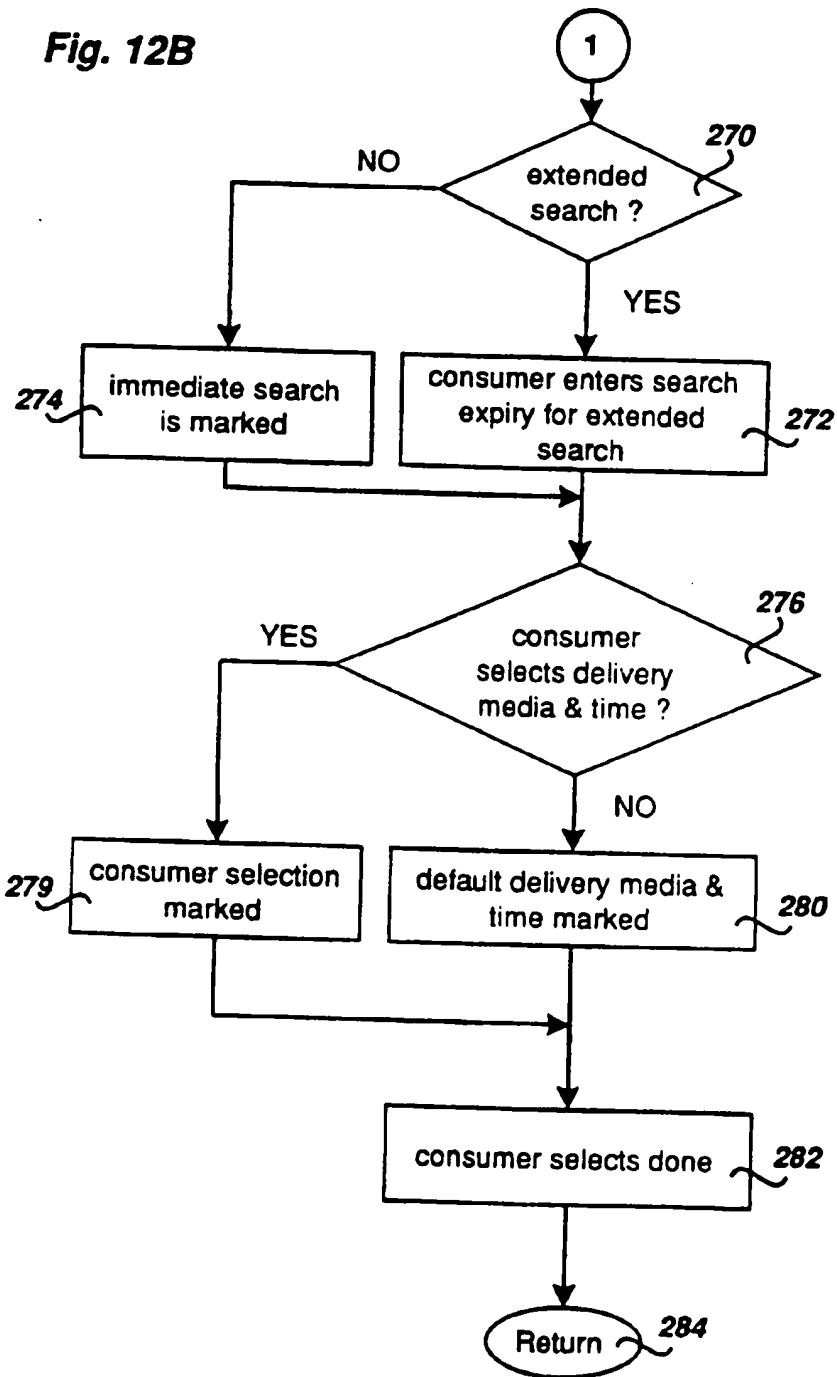 Fig. 12B
1
270
NO
extended
search ?
YES
274
immediate search
is marked
consumer enters search
expiry for extended
search
272
276
YES
consumer
selects delivery
media & time ?
NO
279
consumer selection
marked
default delivery media &
time marked
280
consumer selects done
282
Return
284